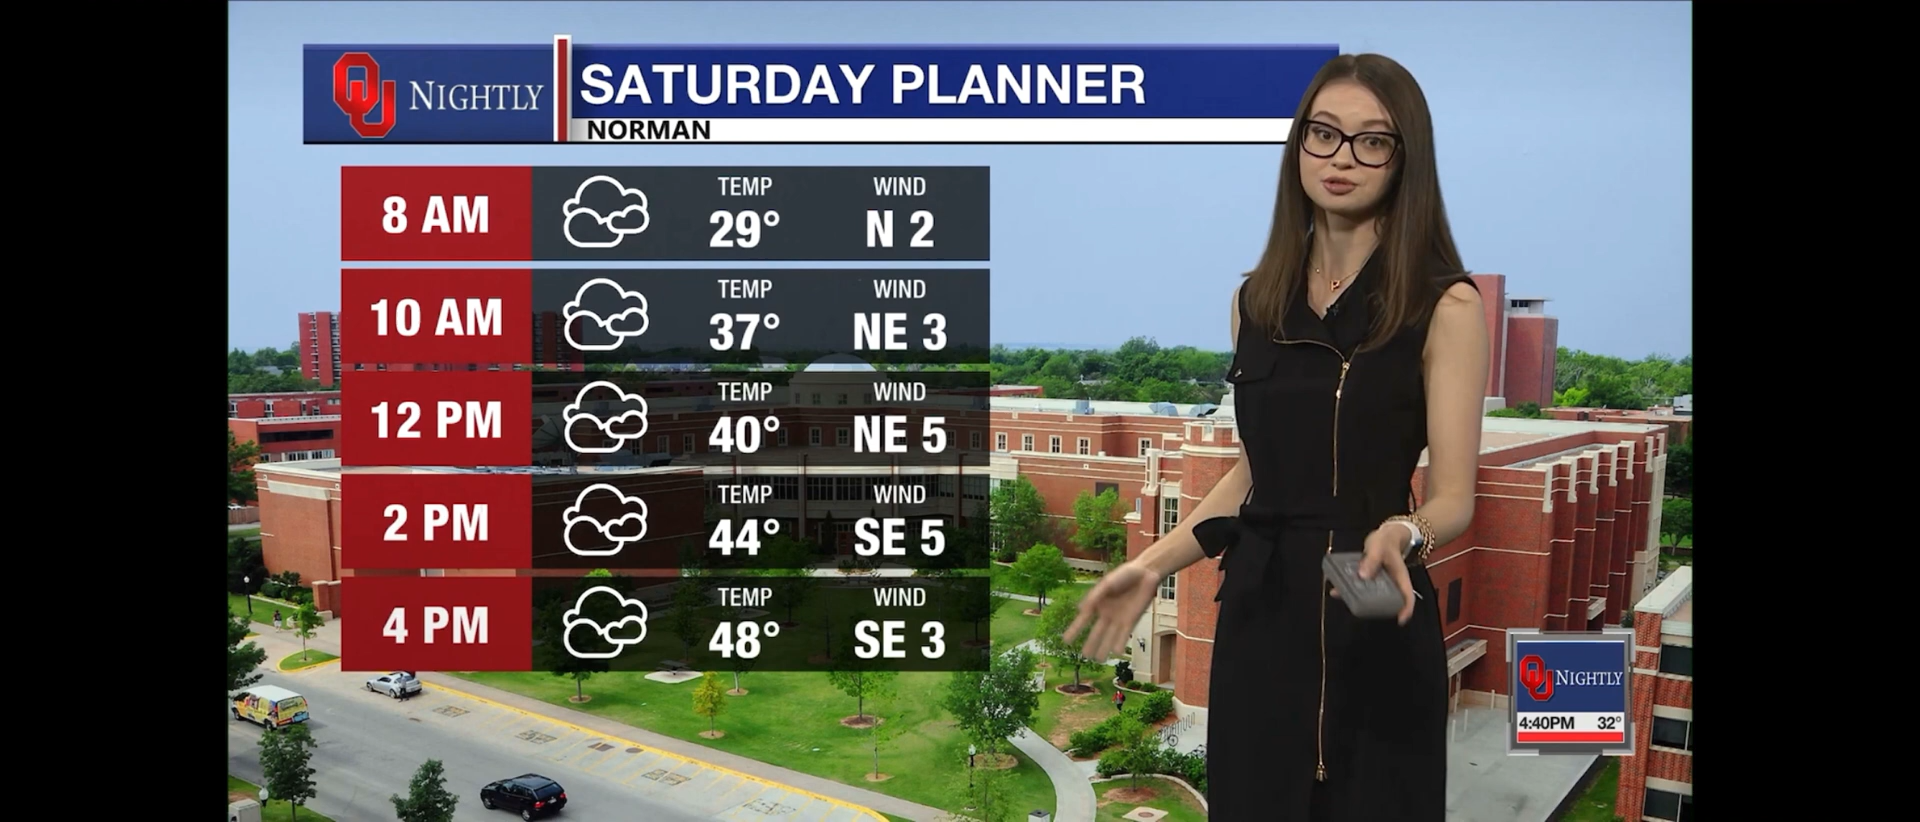 OU NIGHTLY
SATURDAY PLANNER
NORMAN
8 AM TEMP 29° WIND N 2
10 AM TEMP 37° WIND NE 3
12 PM TEMP 40° WIND NE 5
2 PM TEMP 44° WIND SE 5
4 PM TEMP 48° WIND SE 3
OU NIGHTLY
4:40PM 32°